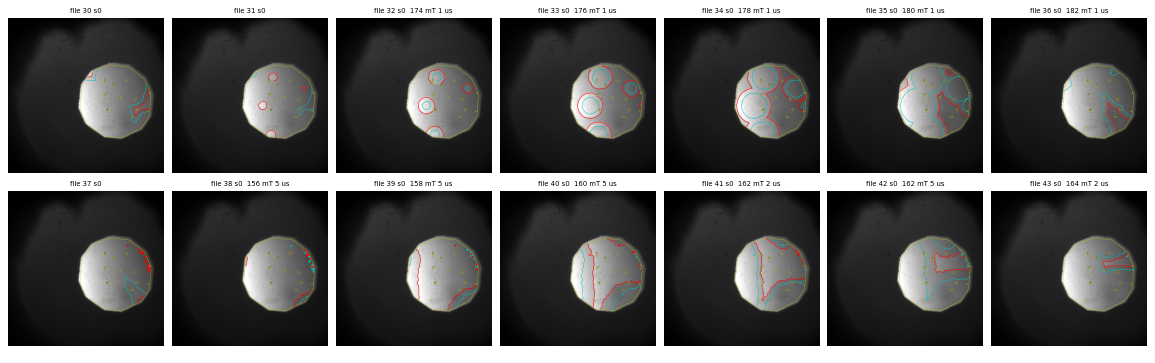 file 30 s0
file 31 s0
file 32 s0  174 mT 1 us
file 33 s0  176 mT 1 us
file 34 s0  178 mT 1 us
file 35 s0  180 mT 1 us
file 36 s0  182 mT 1 us
file 37 s0
file 38 s0  156 mT 5 us
file 39 s0  158 mT 5 us
file 40 s0  160 mT 5 us
file 41 s0  162 mT 2 us
file 42 s0  162 mT 5 us
file 43 s0  164 mT 2 us